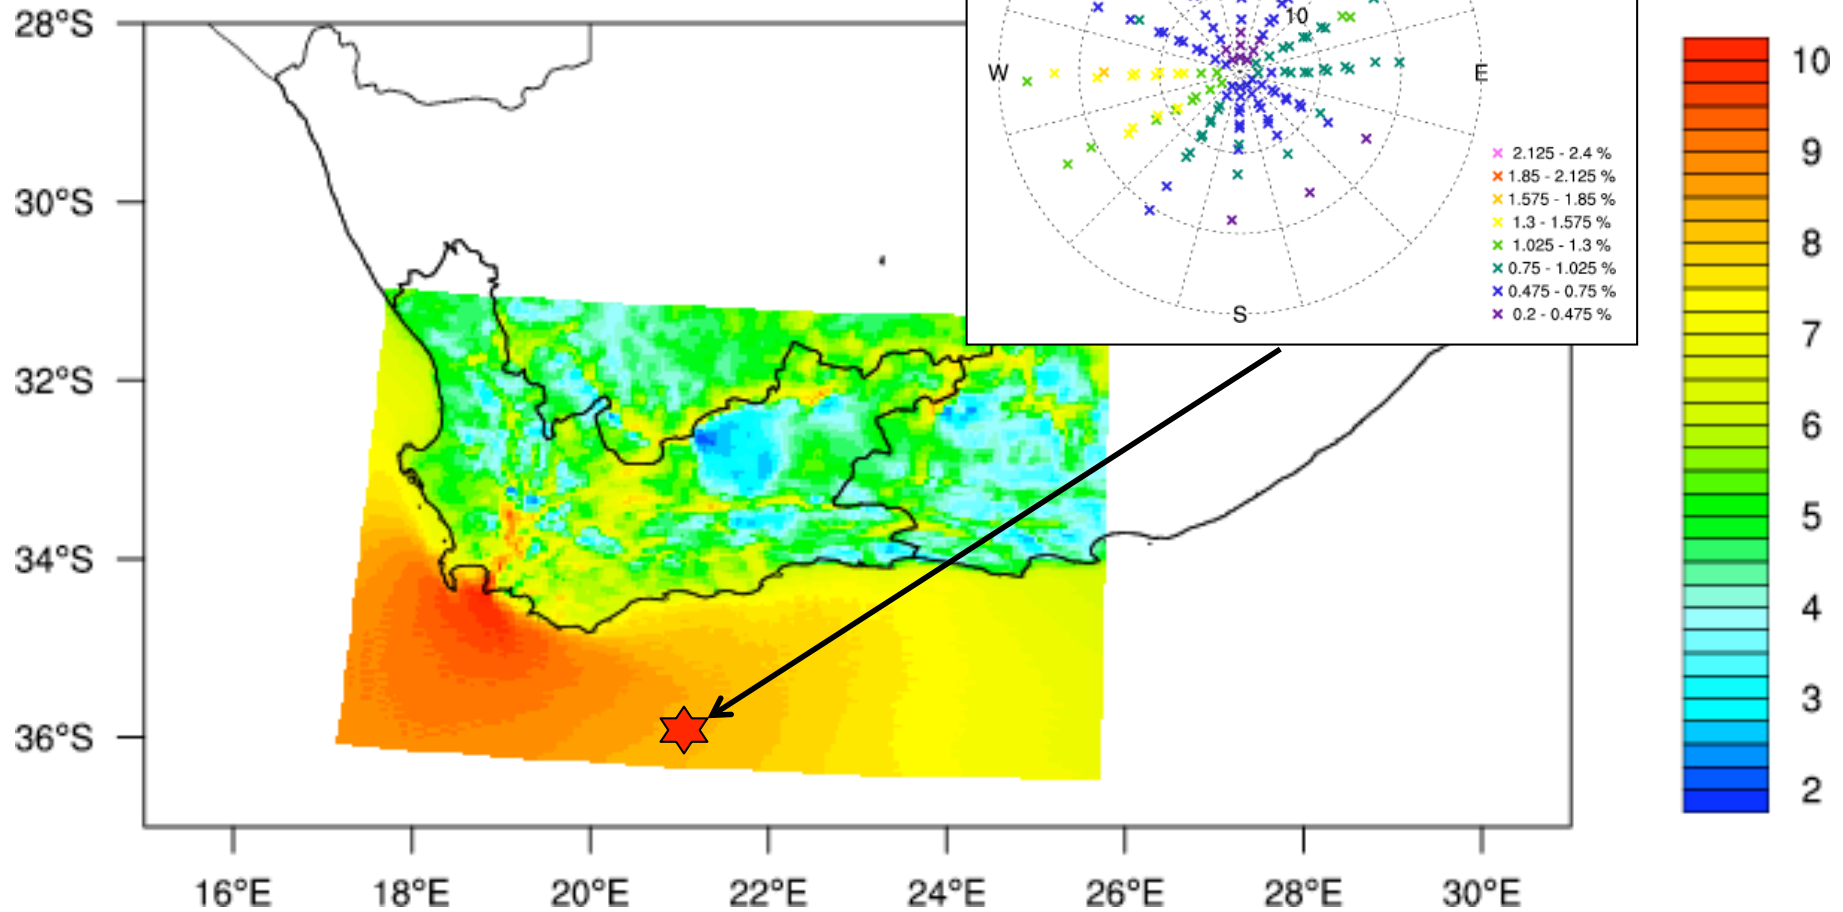 28°S
30°S
32°S
34°S
36°S
16°E
18°E
20°E
22°E
24°E
26°E
28°E
30°E
10
W
E
S
2.125 - 2.4 %
1.85 - 2.125 %
1.575 - 1.85 %
1.3 - 1.575 %
1.025 - 1.3 %
0.75 - 1.025 %
0.475 - 0.75 %
0.2 - 0.475 %
10
9
8
7
6
5
4
3
2